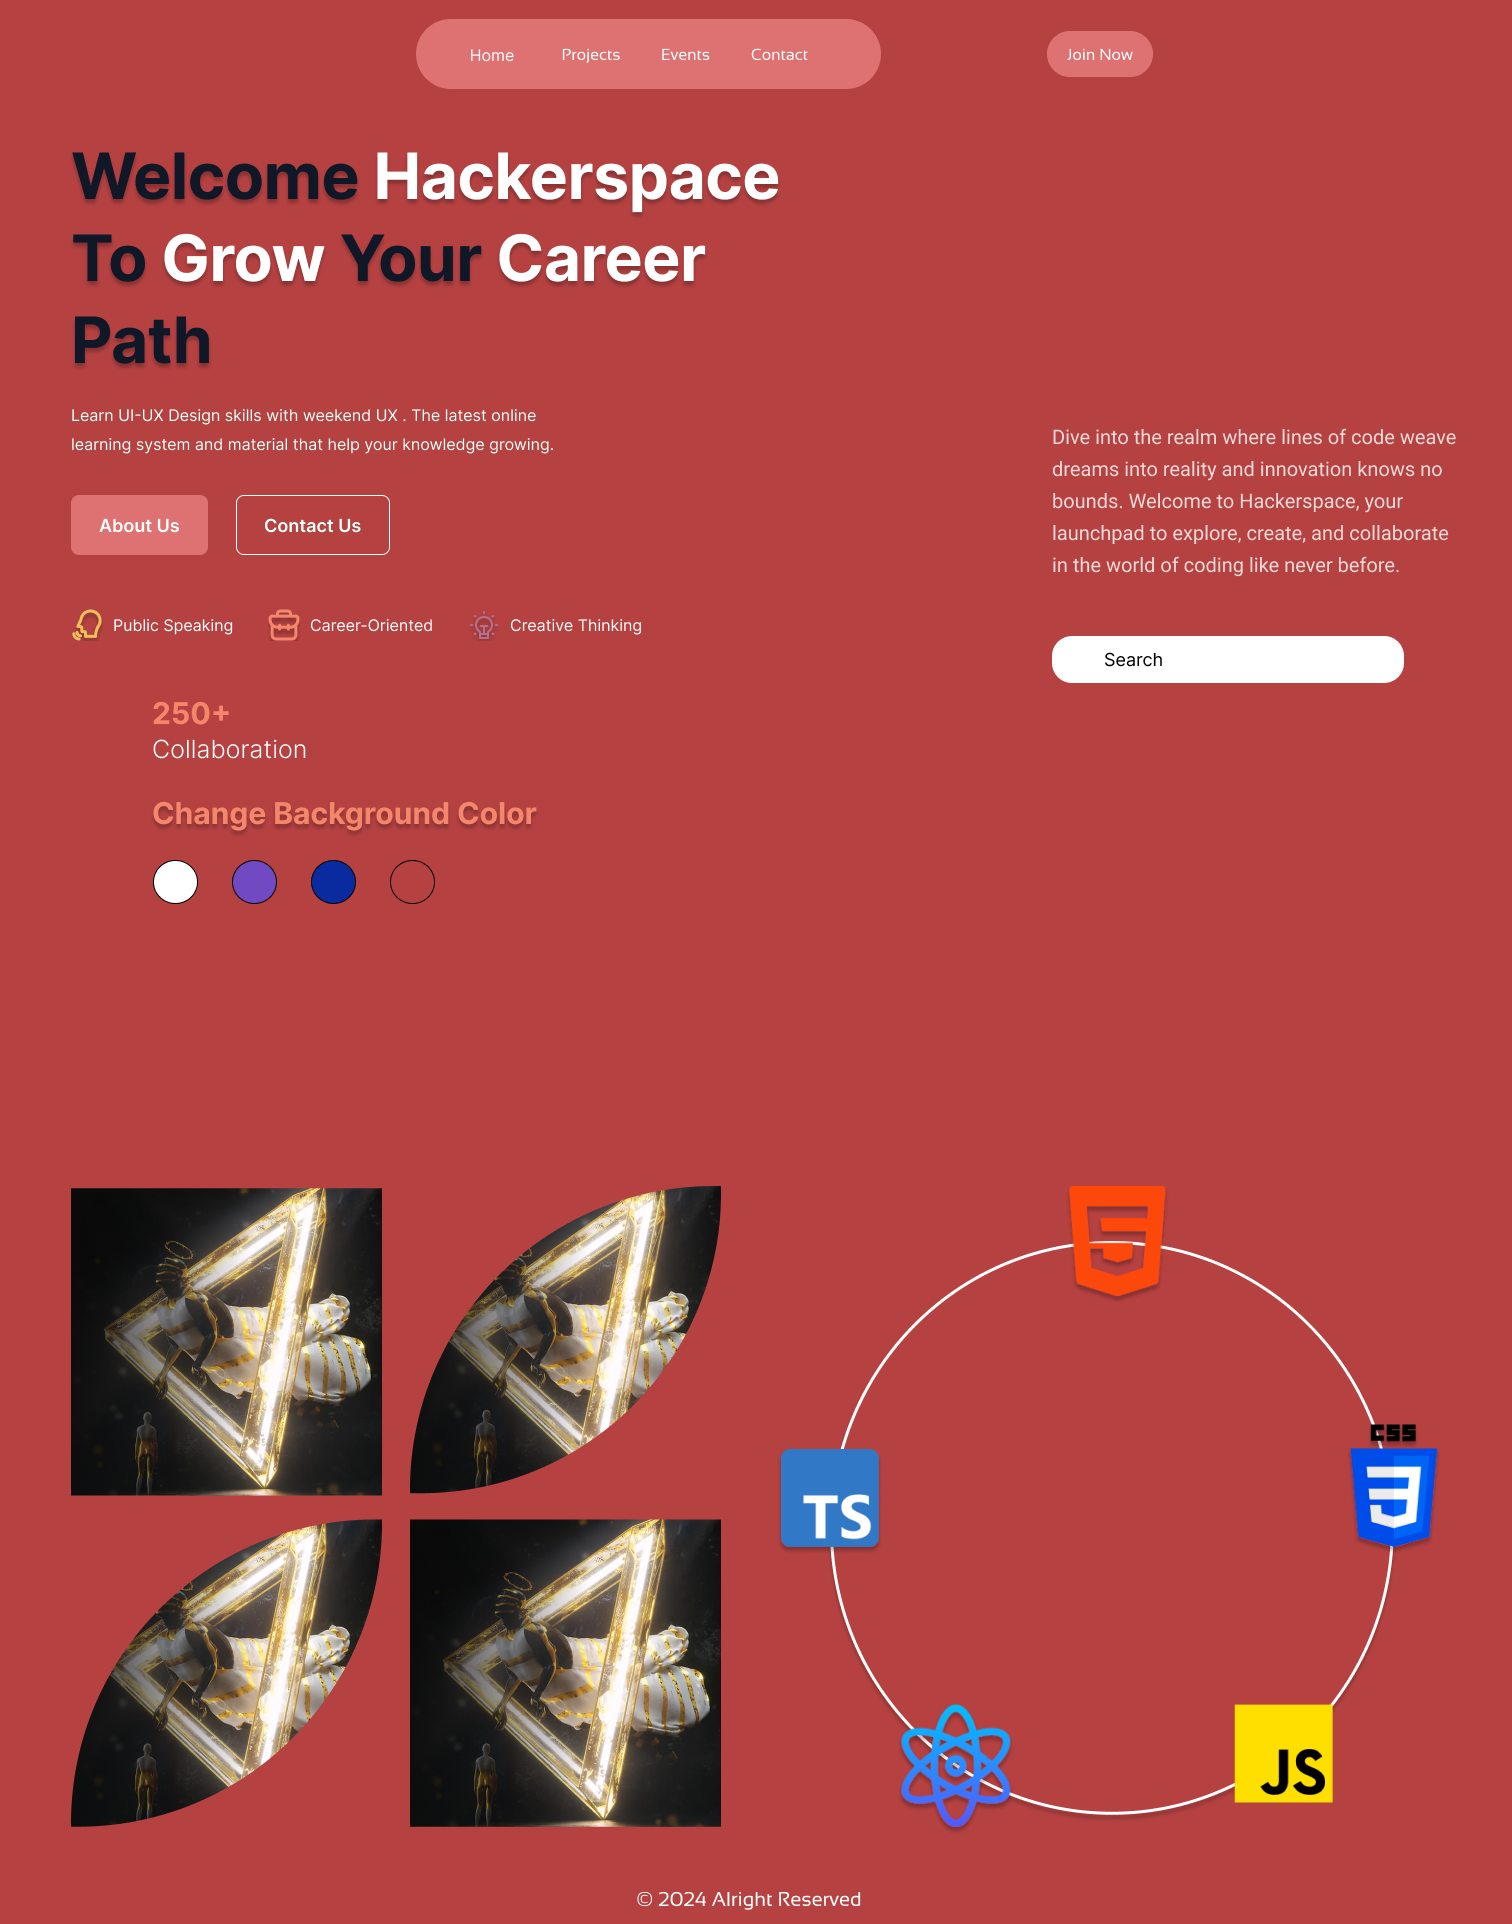 Home Projects Events Contact
Join Now
Welcome Hackerspace
To Grow Your Career
Path
Learn UI-UX Design skills with weekend UX . The latest online
learning system and material that help your knowledge growing.
About Us
Contact Us
Public Speaking
Career-Oriented
Creative Thinking
250+
Collaboration
Change Background Color
Dive into the realm where lines of code weave
dreams into reality and innovation knows no
bounds. Welcome to Hackerspace, your
launchpad to explore, create, and collaborate
in the world of coding like never before.
Search
5
TS
CSS
3
JS
© 2024 Alright Reserved